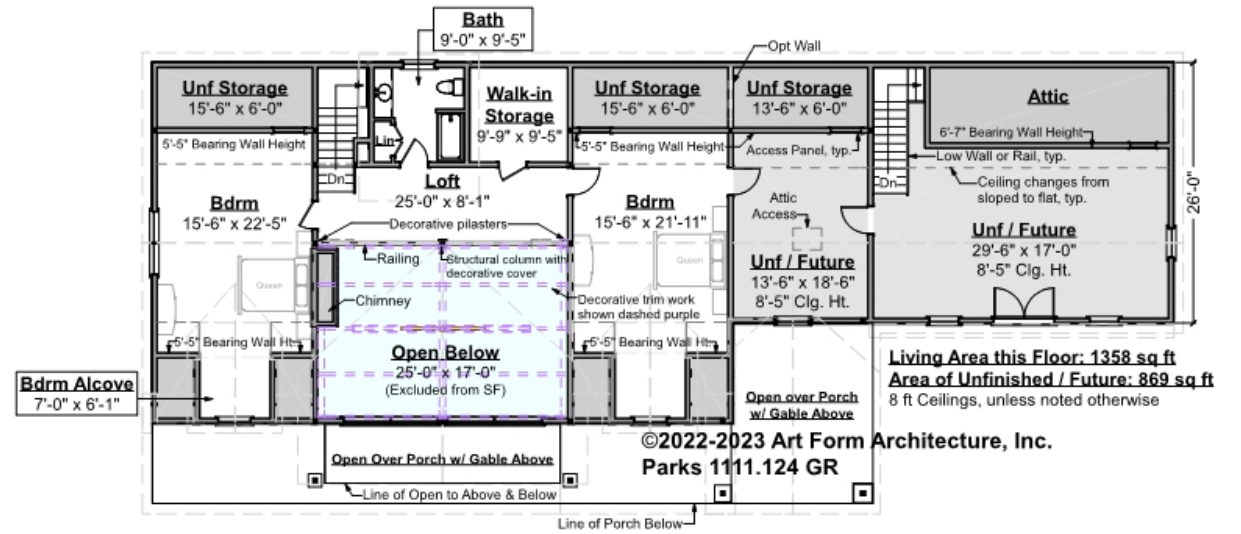 Bath
9'-0" x 9'-5"
Opt Wall
Unf Storage
15'-6" x 6'-0"
Walk-in
Storage
9'-9" x 9'-5"
Unf Storage
15'-6" x 6'-0"
Unf Storage
13'-6" x 6'-0"
Attic
Lin
5'-5" Bearing Wall Height
5'-5" Bearing Wall Height
Access Panel, typ.
6'-7" Bearing Wall Height
Low Wall or Rail, typ.
Dn
Loft
25'-0" x 8'-1"
Dn
Ceiling changes from
sloped to flat, typ.
26'-0"
Bdrm
15'-6" x 22'-5"
Decorative pilasters
Bdrm
15'-6" x 21'-11"
Attic
Access
Unf / Future
29'-6" x 17'-0"
8'-5" Clg. Ht.
Railing
Structural column with
decorative cover
Queen
Queen
Unf / Future
13'-6" x 18'-6"
8'-5" Clg. Ht.
Chimney
Decorative trim work
shown dashed purple
5'-5" Bearing Wall Ht.
5'-5" Bearing Wall Ht.
Open Below
25'-0" x 17'-0"
(Excluded from SF)
Living Area this Floor: 1358 sq ft
Area of Unfinished / Future: 869 sq ft
8 ft Ceilings, unless noted otherwise
Bdrm Alcove
7'-0" x 6'-1"
Open over Porch
w/ Gable Above
©2022-2023 Art Form Architecture, Inc.
Parks 1111.124 GR
Open Over Porch w/ Gable Above
Line of Open to Above & Below
Line of Porch Below